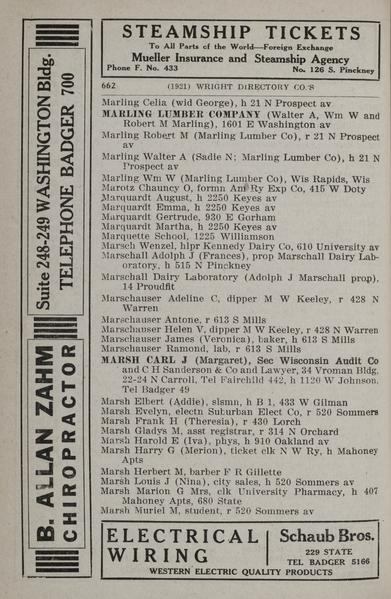 STEAMSHIP TICKETS
To All Parts of the World—Foreign Exchange
Mueller Insurance and Steamship Agency
Phone F. No. 433 No. 126 S. Pinckney
662 (1921) WRIGHT DIRECTORY CO.'S
Marling Celia (wid George), h 21 N Prospect av
MARLING LUMBER COMPANY (Walter A, Wm W and
Robert M Marling), 1601 E Washington av
Marling Robert M (Marling Lumber Co), r 21 N Prospect
av
Marling Walter A (Sadie N; Marling Lumber Co), h 21 N
Prospect av
Marling Wm W (Marling Lumber Co), Wis Rapids, Wis
Marotz Chauncy O, formn Am Ry Exp Co, 415 W Doty
Marquardt August, h 2250 Keyes av
Marquardt Emma, h 2250 Keyes av
Marquardt Gertrude, 930 E Gorham
Marquardt Martha, h 2250 Keyes av
Marquette School, 1225 Williamson
Marsch Wenzel, hlpr Kennedy Dairy Co, 610 University av
Marschall Adolph J (Frances), prop Marschall Dairy Lab-
oratory, h 515 N Pinckney
Marschall Dairy Laboratory (Adolph J Marschall prop),
14 Proudfit
Marschauser Adeline C, dipper M W Keeley, r 428 N
Warren
Marschauser Antone, r 613 S Mills
Marschauser Helen V, dipper M W Keeley, r 428 N Warren
Marschauser James (Veronica), baker, h 613 S Mills
Marschauser Ramond, lab, r 613 S Mills
MARSH CARL J (Margaret), Sec Wisconsin Audit Co
and C H Sanderson & Co and Lawyer, 34 Vroman Bldg,
22-24 N Carroll, Tel Fairchild 442, h 1120 W Johnson,
Tel Badger 49
Marsh Elbert (Addie), slsmn, h B 1, 433 W Gilman
Marsh Evelyn, electn Suburban Elect Co, r 520 Sommers
Marsh Frank H (Theresia), r 430 Lorch
Marsh Gladys M, asst registrar, r 314 N Orchard
Marsh Harold E (Iva), phys, h 910 Oakland av
Marsh Harry G (Merion), ticket clk N W Ry, h Mahoney
Apts
Marsh Herbert M, barber F R Gillette
Marsh Louis J (Nina), city sales, h 520 Sommers av
Marsh Marion G Mrs, clk University Pharmacy, h 407
Mahoney Apts, 680 State
Marsh Muriel M, student, r 520 Sommers av
B. ALLAN ZAHM
CHIROPRACTOR
Suite 248-249 WASHINGTON Bldg.
TELEPHONE BADGER 700
ELECTRICAL
WIRING
Schaub Bros.
229 STATE
TEL BADGER 5166
WESTERN ELECTRIC QUALITY PRODUCTS